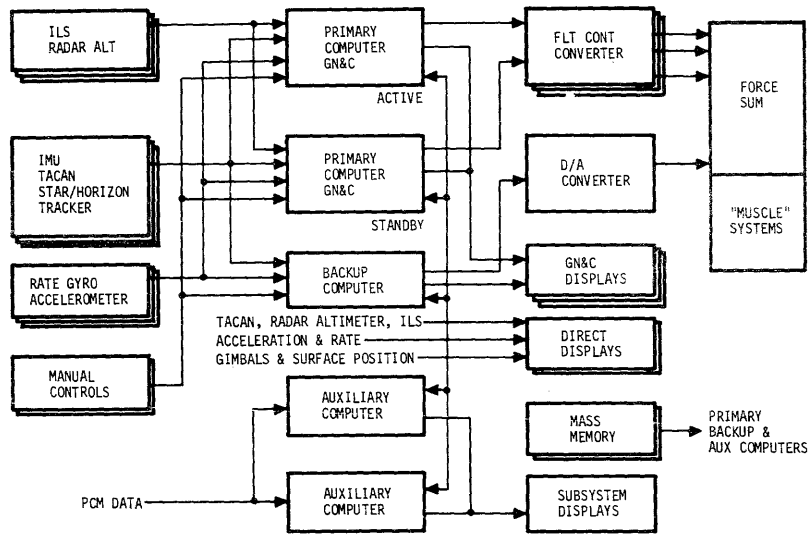 ILS
RADAR ALT
PRIMARY
COMPUTER
GN&C
ACTIVE
FLT CONT
CONVERTER
FORCE
SUM
IMU
TACAN
STAR/HORIZON
TRACKER
PRIMARY
COMPUTER
GN&C
STANDBY
D/A
CONVERTER
"MUSCLE"
SYSTEMS
RATE GYRO
ACCELEROMETER
BACKUP
COMPUTER
GN&C
DISPLAYS
TACAN, RADAR ALTIMETER, ILS
ACCELERATION & RATE
GIMBALS & SURFACE POSITION
DIRECT
DISPLAYS
MANUAL
CONTROLS
AUXILIARY
COMPUTER
MASS
MEMORY
PRIMARY
BACKUP &
AUX COMPUTERS
PCM DATA
AUXILIARY
COMPUTER
SUBSYSTEM
DISPLAYS